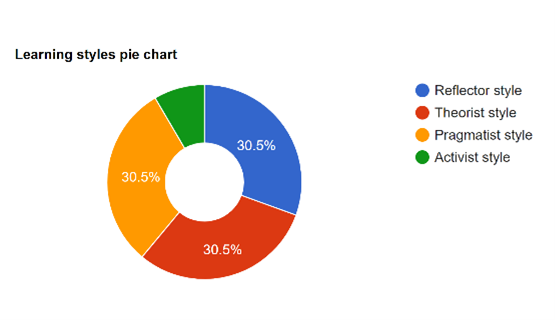 Learning styles pie chart
Reflector style
Theorist style
Pragmatist style
Activist style
30.5%
30.5%
30.5%